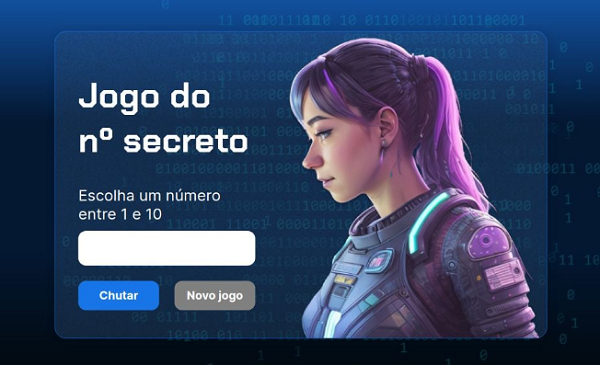 Jogo do
nº secreto
Escolha um número
entre 1 e 10
Chutar
Novo jogo